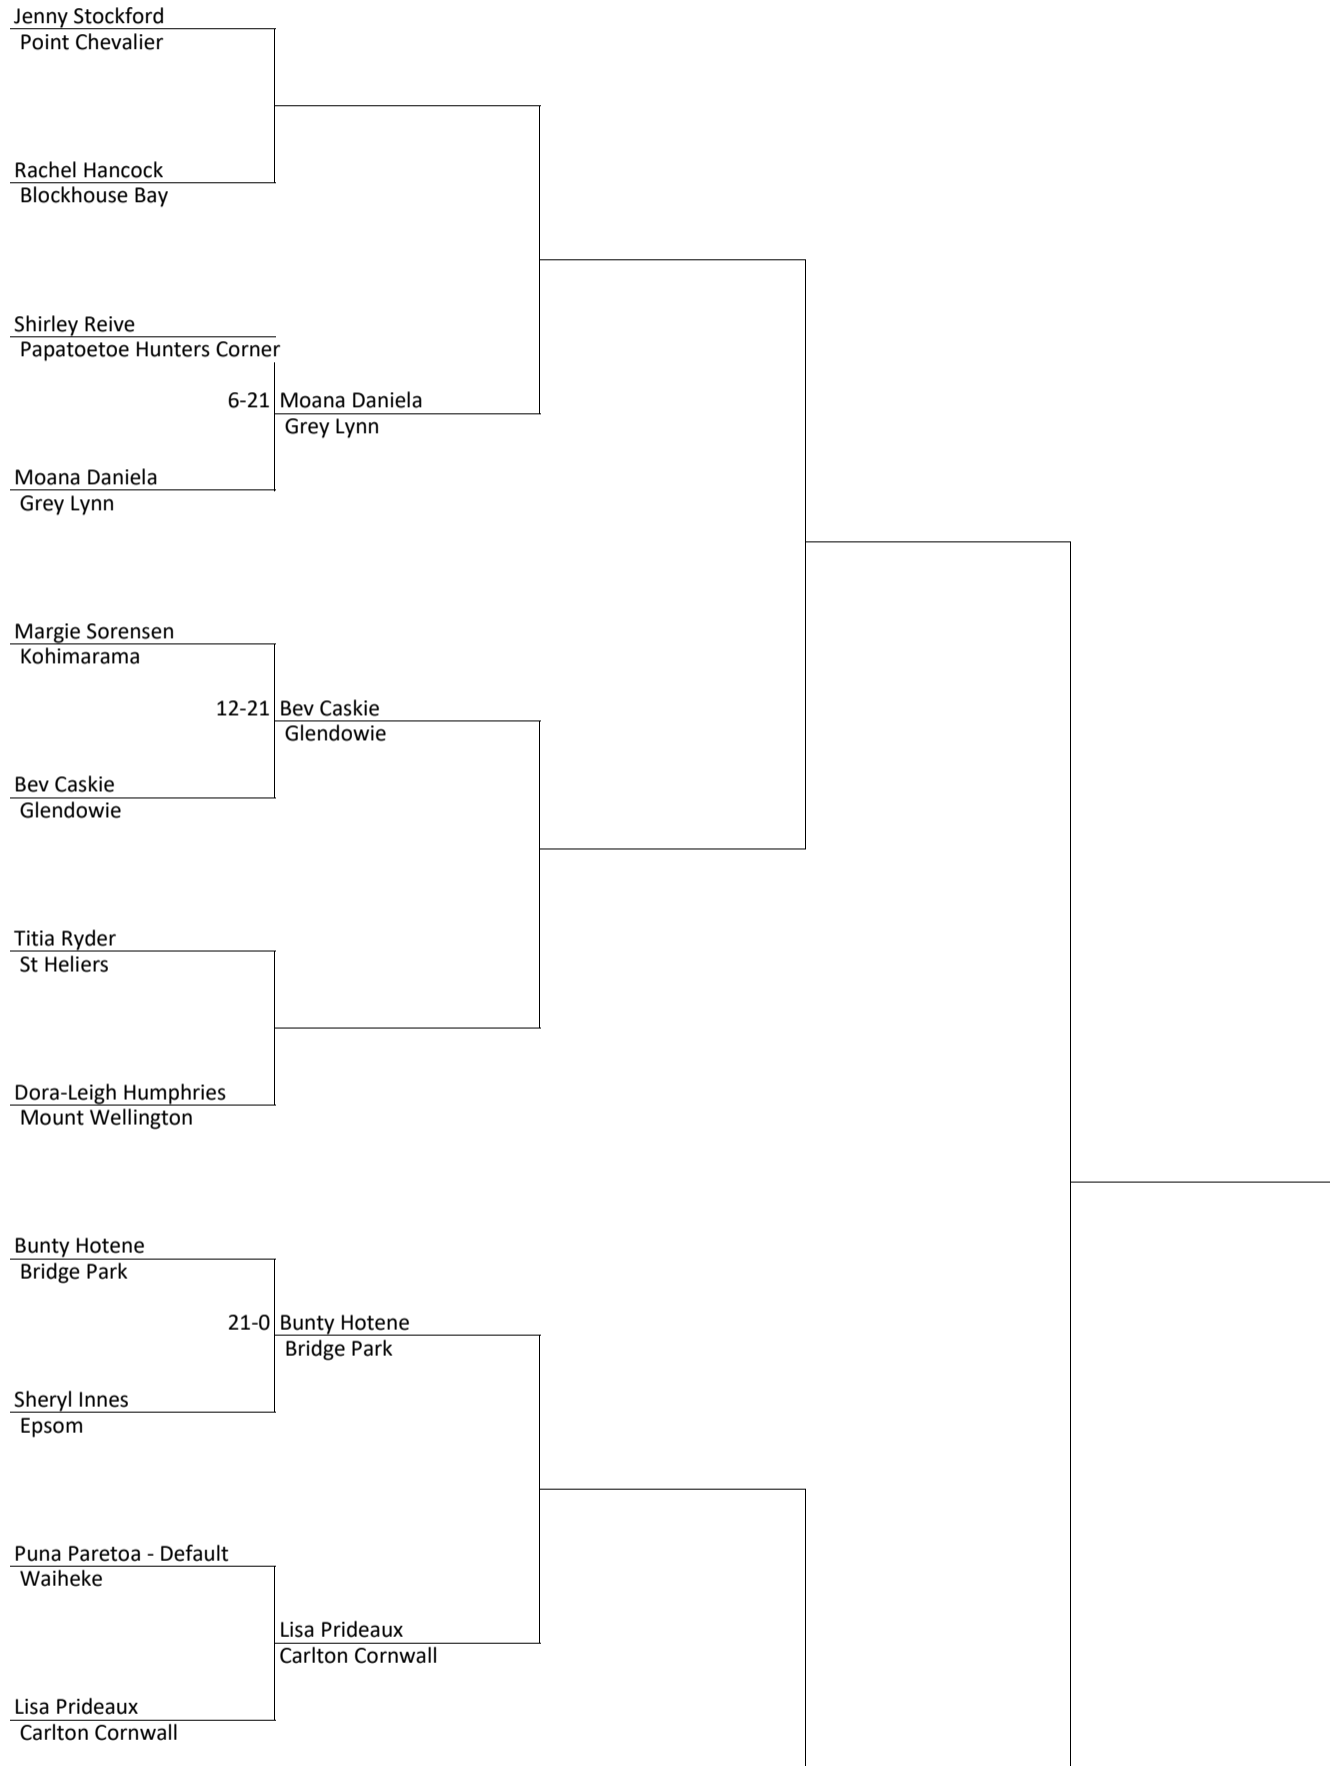 Jenny Stockford
Point Chevalier
Rachel Hancock
Blockhouse Bay
Shirley Reive
Papatoetoe Hunters Corner
6-21 Moana Daniela
Grey Lynn
Moana Daniela
Grey Lynn
Margie Sorensen
Kohimarama
12-21 Bev Caskie
Glendowie
Bev Caskie
Glendowie
Titia Ryder
St Heliers
Dora-Leigh Humphries
Mount Wellington
Bunty Hotene
Bridge Park
21-0 Bunty Hotene
Bridge Park
Sheryl Innes
Epsom
Puna Paretoa - Default
Waiheke
Lisa Prideaux
Carlton Cornwall
Lisa Prideaux
Carlton Cornwall